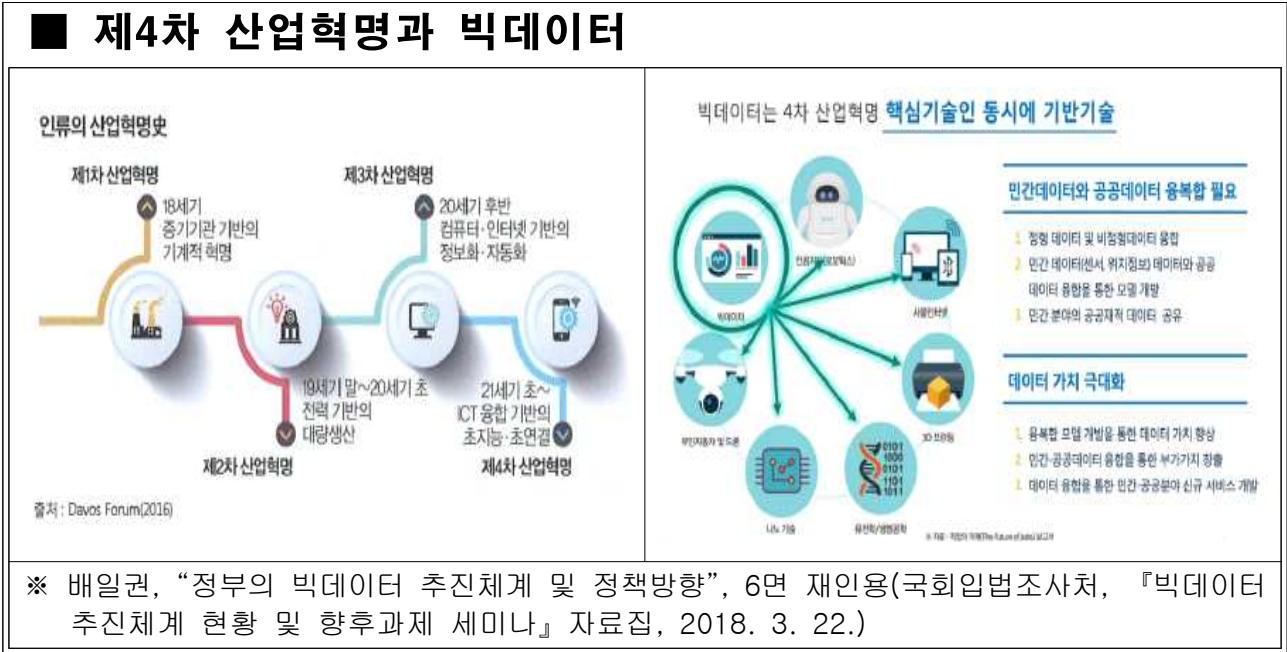 ■ 제4차 산업혁명과 빅데이터
인류의 산업혁명史
제1차 산업혁명
18세기
증기기관 기반의
기계적 혁명
제3차 산업혁명
20세기 후반
컴퓨터·인터넷 기반의
정보화·자동화
19세기 말~20세기 초
전력 기반의
대량생산
제2차 산업혁명
21세기 초~
ICT 융합 기반의
초지능·초연결
제4차 산업혁명
출처 : Davos Forum(2016)
빅데이터는 4차 산업혁명 핵심기술인 동시에 기반기술
빅데이터
사물인터넷
3D 프린팅
유전학/생명공학
0101
1000
0101
1101
1011
나노 기술
무인자동차 및 드론
민간데이터와 공공데이터 융복합 필요
1. 정형 데이터 및 비정형데이터 융합
2. 민간 데이터(센서, 위치정보) 데이터와 공공
데이터 융합을 통한 모델 개발
3. 민간 분야의 공공재적 데이터 공유
데이터 가치 극대화
1. 융복합 모델 개발을 통한 데이터 가치 향상
2. 민간·공공데이터 융합을 통한 부가가치 창출
3. 데이터 융합을 통한 민간·공공분야 신규 서비스 개발
※ 자료 : 직업의 미래(The Future of Jobs) 보고서
※ 배일권, “정부의 빅데이터 추진체계 및 정책방향”, 6면 재인용(국회입법조사처, 『빅데이터
추진체계 현황 및 향후과제 세미나』 자료집, 2018. 3. 22.)